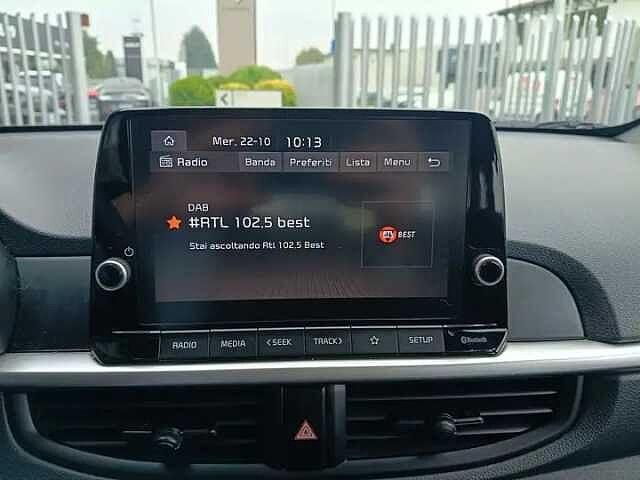 Mer. 22-10 10:13
Radio Banda Preferiti Lista Menu
DAB
#RTL 102.5 best
Stai ascoltando Rtl 102.5 Best
BEST
RADIO MEDIA <SEEK TRACK> SETUP Bluetooth